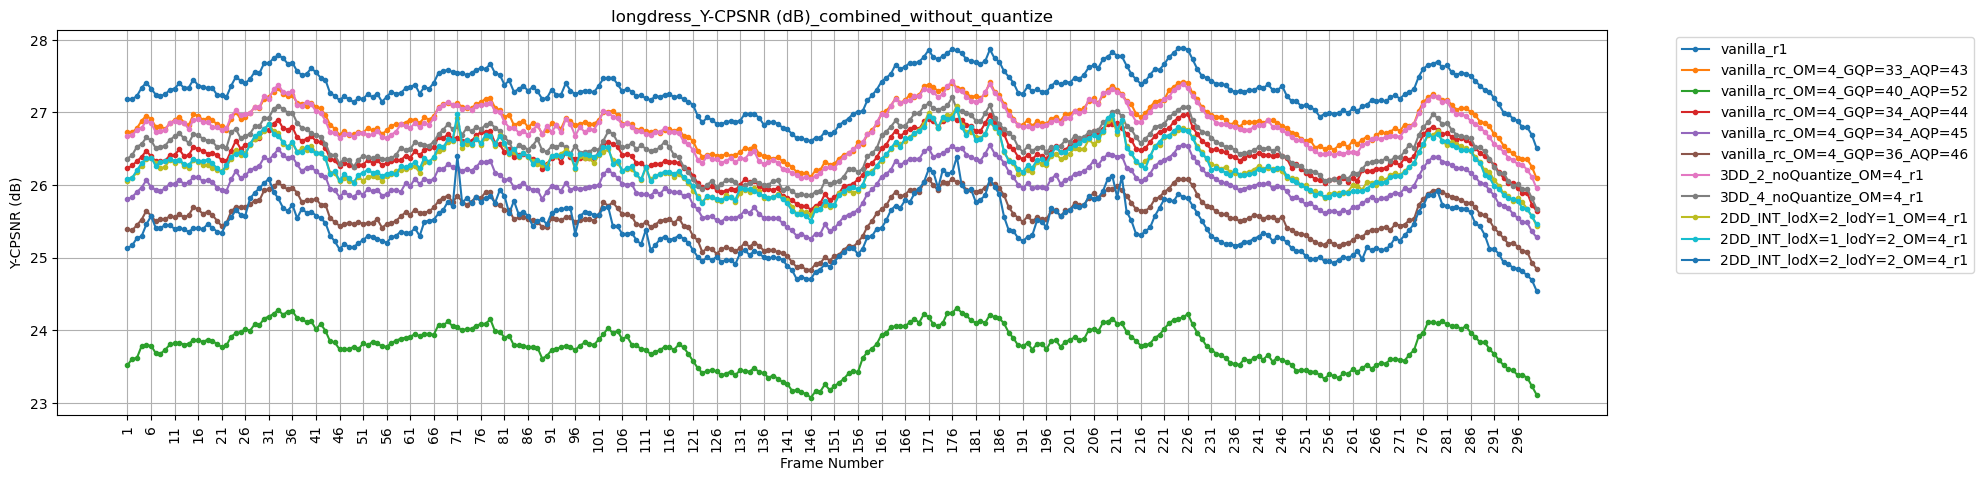 longdress_Y-CPSNR (dB)_combined_without_quantize
28
27
26
25
24
23
Y-CPSNR (dB)
1 6 11 16 21 26 31 36 41 46 51 56 61 66 71 76 81 86 91 96 101 106 111 116 121 126 131 136 141 146 151 156 161 166 171 176 181 186 191 196 201 206 211 216 221 226 231 236 241 246 251 256 261 266 271 276 281 286 291 296
Frame Number
vanilla_r1
vanilla_rc_OM=4_GQP=33_AQP=43
vanilla_rc_OM=4_GQP=40_AQP=52
vanilla_rc_OM=4_GQP=34_AQP=44
vanilla_rc_OM=4_GQP=34_AQP=45
vanilla_rc_OM=4_GQP=36_AQP=46
3DD_2_noQuantize_OM=4_r1
3DD_4_noQuantize_OM=4_r1
2DD_INT_lodX=2_lodY=1_OM=4_r1
2DD_INT_lodX=1_lodY=2_OM=4_r1
2DD_INT_lodX=2_lodY=2_OM=4_r1